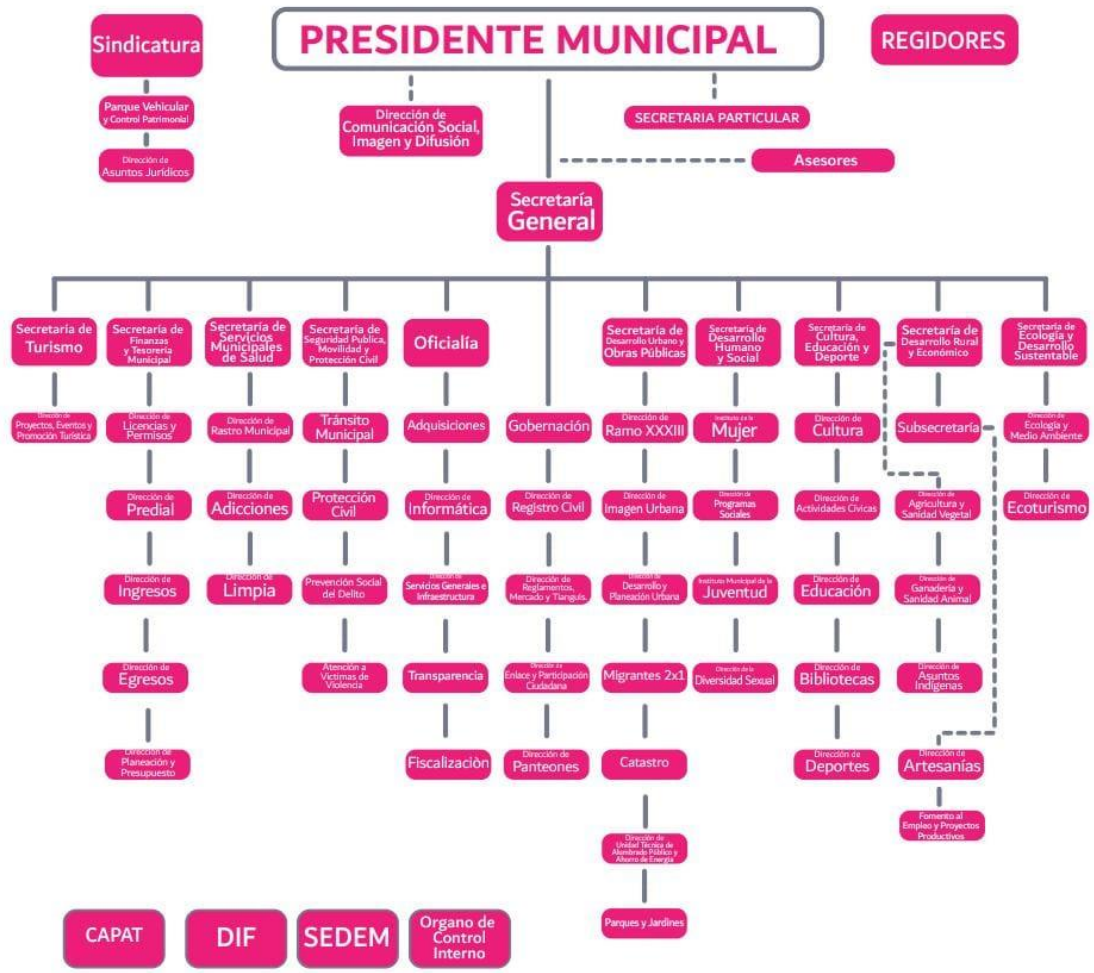 Sindicatura
PRESIDENTE MUNICIPAL
REGIDORES
Parque Vehicular
y Control Patrimonial
Dirección de
Asuntos Jurídicos
Dirección de
Comunicación Social,
Imagen y Difusión
SECRETARIA PARTICULAR
Asesores
Secretaría
General
Secretaría de
Turismo
Secretaría de
Finanzas
y Tesorería
Municipal
Secretaría de
Servicios
Municipales
de Salud
Secretaría de
Seguridad Publica,
Movilidad y
Protección Civil
Oficialía
Secretaría de
Desarrollo Urbano y
Obras Públicas
Secretaría de
Desarrollo
Humano
y Social
Secretaría de
Cultura,
Educación y
Deporte
Secretaría de
Desarrollo Rural
y Económico
Secretaría de
Ecología y
Desarrollo
Sustentable
Dirección de
Proyectos, Eventos y
Promoción Turística
Dirección de
Licencias y
Permisos
Dirección de
Rastro Municipal
Tránsito
Municipal
Adquisiciones
Gobernación
Dirección de
Ramo XXXIII
Instituto de la
Mujer
Dirección de
Cultura
Subsecretaría
Dirección de
Ecología y
Medio Ambiente
Dirección de
Predial
Dirección de
Adicciones
Protección
Civil
Dirección de
Informática
Dirección de
Registro Civil
Dirección de
Imagen Urbana
Dirección de
Programas
Sociales
Dirección de
Actividades Cívicas
Dirección de
Agricultura y
Sanidad Vegetal
Dirección de
Ecoturismo
Dirección de
Ingresos
Dirección de
Limpia
Prevención Social
del Delito
Dirección de
Servicios Generales e
Infraestructura
Dirección de
Reglamentos,
Mercado y Tianguis.
Dirección de
Desarrollo y
Planeación Urbana
Instituto Municipal de la
Juventud
Dirección de
Educación
Dirección de
Ganadería y
Sanidad Animal
Dirección de
Egresos
Atención a
Victimas de
Violencia
Transparencia
Dirección de
Enlace y Participación
Ciudadana
Migrantes 2x1
Dirección de la
Diversidad Sexual
Dirección de
Bibliotecas
Dirección de
Asuntos
Indígenas
Dirección de
Planeación y
Presupuesto
Fiscalizaciòn
Dirección de
Panteones
Catastro
Dirección de
Deportes
Dirección de
Artesanías
Fomento al
Empleo y Proyectos
Productivos
Dirección de
Unidad Técnica de
Alombrado Público y
Ahorro de Energía
Parques y Jardines
CAPAT
DIF
SEDEM
Organo de
Control
Interno